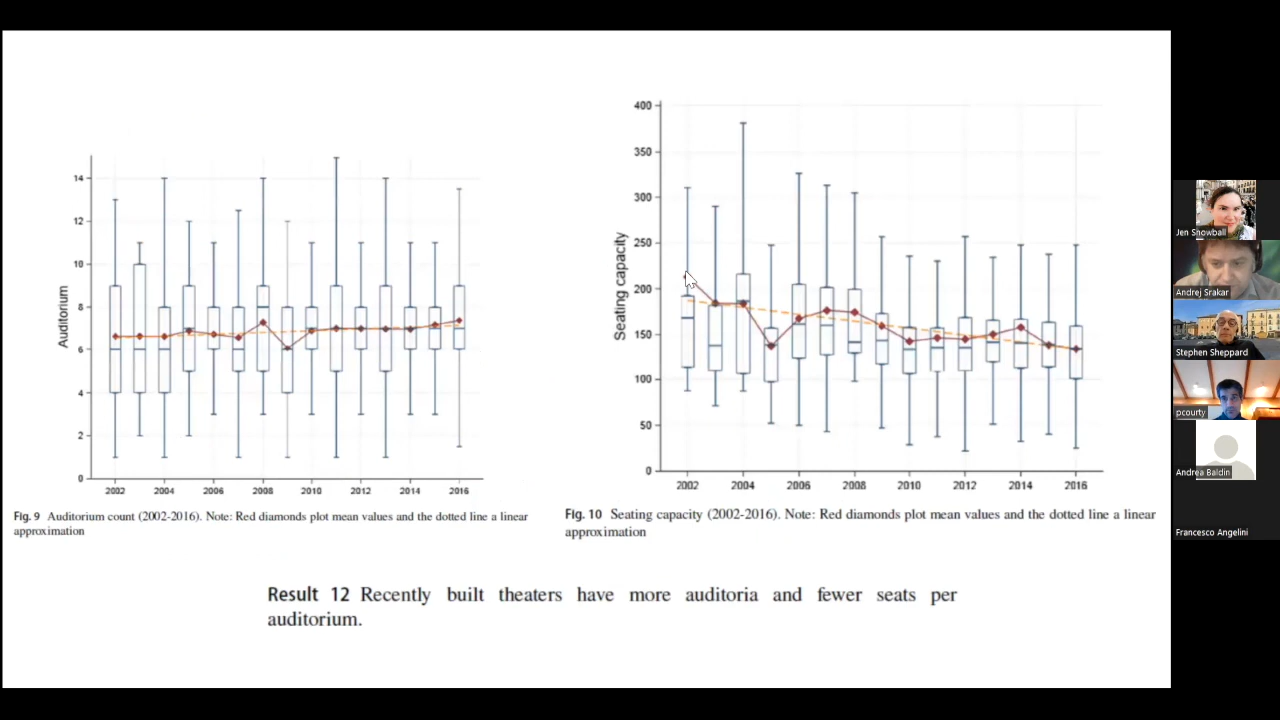 14
12
10
8
6
4
2
0
Auditorium
2002 2004 2006 2008 2010 2012 2014 2016
Fig. 9 Auditorium count (2002-2016). Note: Red diamonds plot mean values and the dotted line a linear
approximation
400
350
300
250
200
150
100
50
0
Seating capacity
2002 2004 2006 2008 2010 2012 2014 2016
Fig. 10 Seating capacity (2002-2016). Note: Red diamonds plot mean values and the dotted line a linear
approximation
Result 12 Recently built theaters have more auditoria and fewer seats per
auditorium.
Jen Snowball
Andrej Srakar
Stephen Sheppard
pcourty
Andrea Baldin
Francesco Angelini